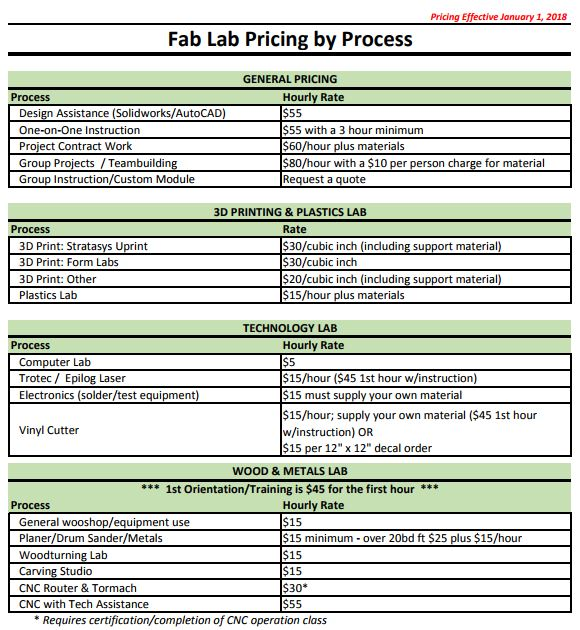 Pricing Effective January 1, 2018
Fab Lab Pricing by Process
GENERAL PRICING
Process Hourly Rate
Design Assistance (Solidworks/AutoCAD) $55
One-on-One Instruction $55 with a 3 hour minimum
Project Contract Work $60/hour plus materials
Group Projects / Teambuilding $80/hour with a $10 per person charge for material
Group Instruction/Custom Module Request a quote
3D PRINTING & PLASTICS LAB
Process Rate
3D Print: Stratasys Uprint $30/cubic inch (including support material)
3D Print: Form Labs $30/cubic inch
3D Print: Other $20/cubic inch (including support material)
Plastics Lab $15/hour plus materials
TECHNOLOGY LAB
Process Hourly Rate
Computer Lab $5
Trotec / Epilog Laser $15/hour ($45 1st hour w/instruction)
Electronics (solder/test equipment) $15 must supply your own material
Vinyl Cutter $15/hour; supply your own material ($45 1st hour
w/instruction) OR
$15 per 12" x 12" decal order
WOOD & METALS LAB
*** 1st Orientation/Training is $45 for the first hour ***
Process Hourly Rate
General wooshop/equipment use $15
Planer/Drum Sander/Metals $15 minimum - over 20bd ft $25 plus $15/hour
Woodturning Lab $15
Carving Studio $15
CNC Router & Tormach $30*
CNC with Tech Assistance $55
* Requires certification/completion of CNC operation class